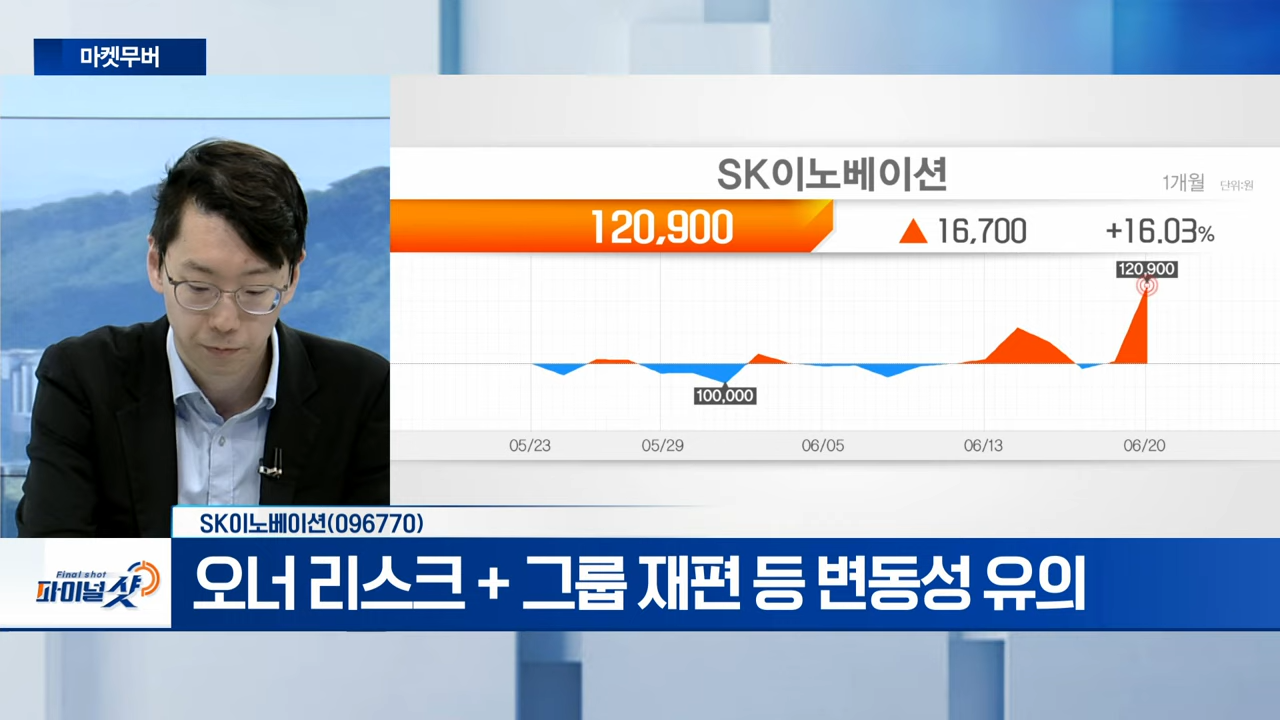 마켓무버
SK이노베이션
1개월 단위:원
120,900 ▲ 16,700 +16.03%
120,900
100,000
05/23 05/29 06/05 06/13 06/20
SK이노베이션(096770)
Final shot
파이널샷
오너 리스크 + 그룹 재편 등 변동성 유의